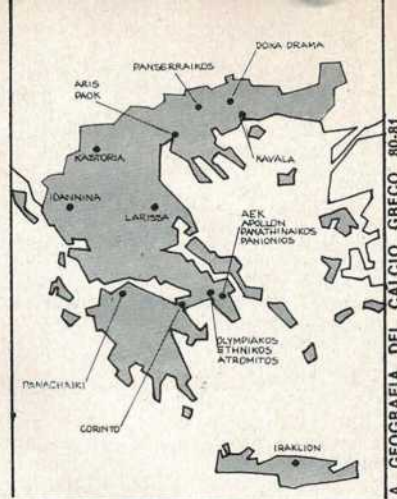 DOXA DRAMA
PANSERRAIKOS
ARIS
PAOK
KAVALA
KASTORIA
IOANNINA
LARISSA
AEK
APOLLON
PANATHINAIKOS
PANIONIOS
OLYMPIAKOS
ETHNIKOS
ATROMITOS
PANACHAIKI
CORINTO
IRAKLION
A GEOGRAFIA DEL CALCIO GRECO 80-81